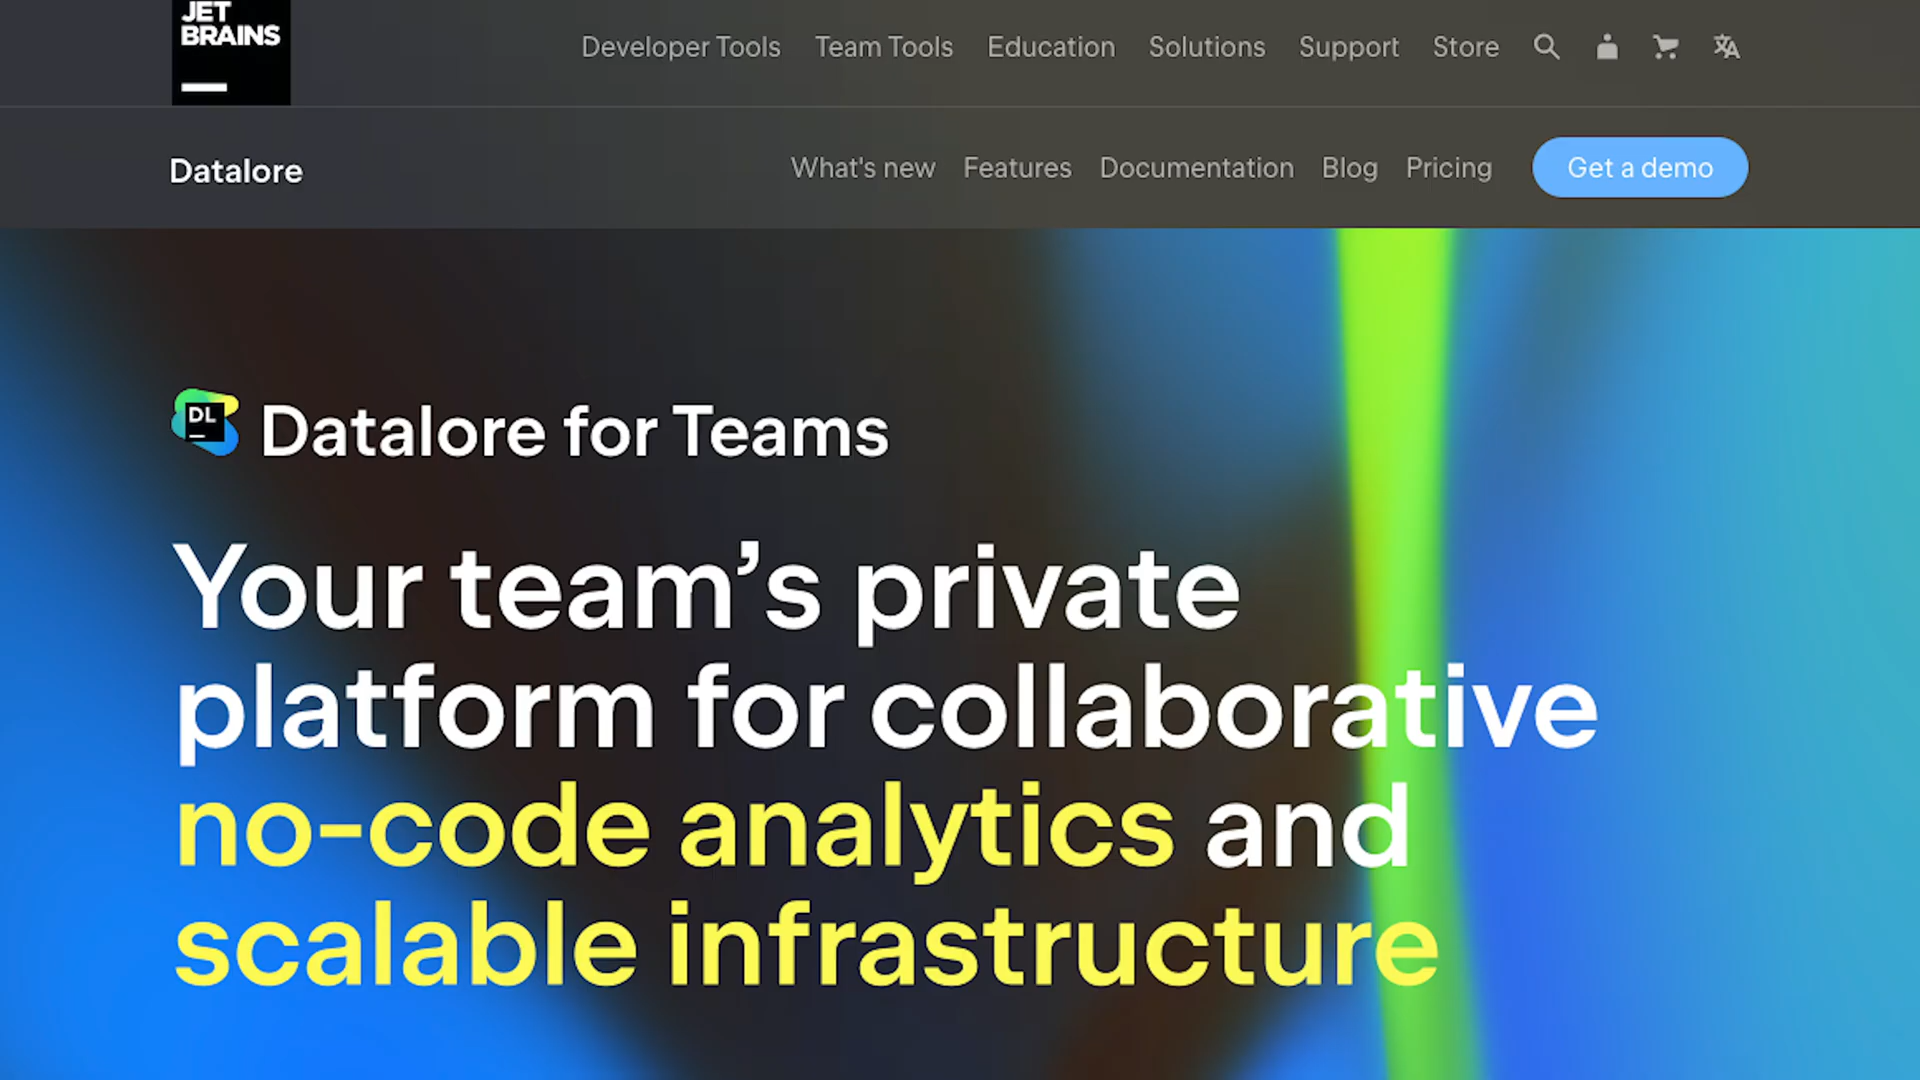 JET
BRAINS
Developer Tools Team Tools Education Solutions Support Store
Datalore
What's new Features Documentation Blog Pricing Get a demo
DL
Datalore for Teams
Your team’s private
platform for collaborative
no-code analytics and
scalable infrastructure